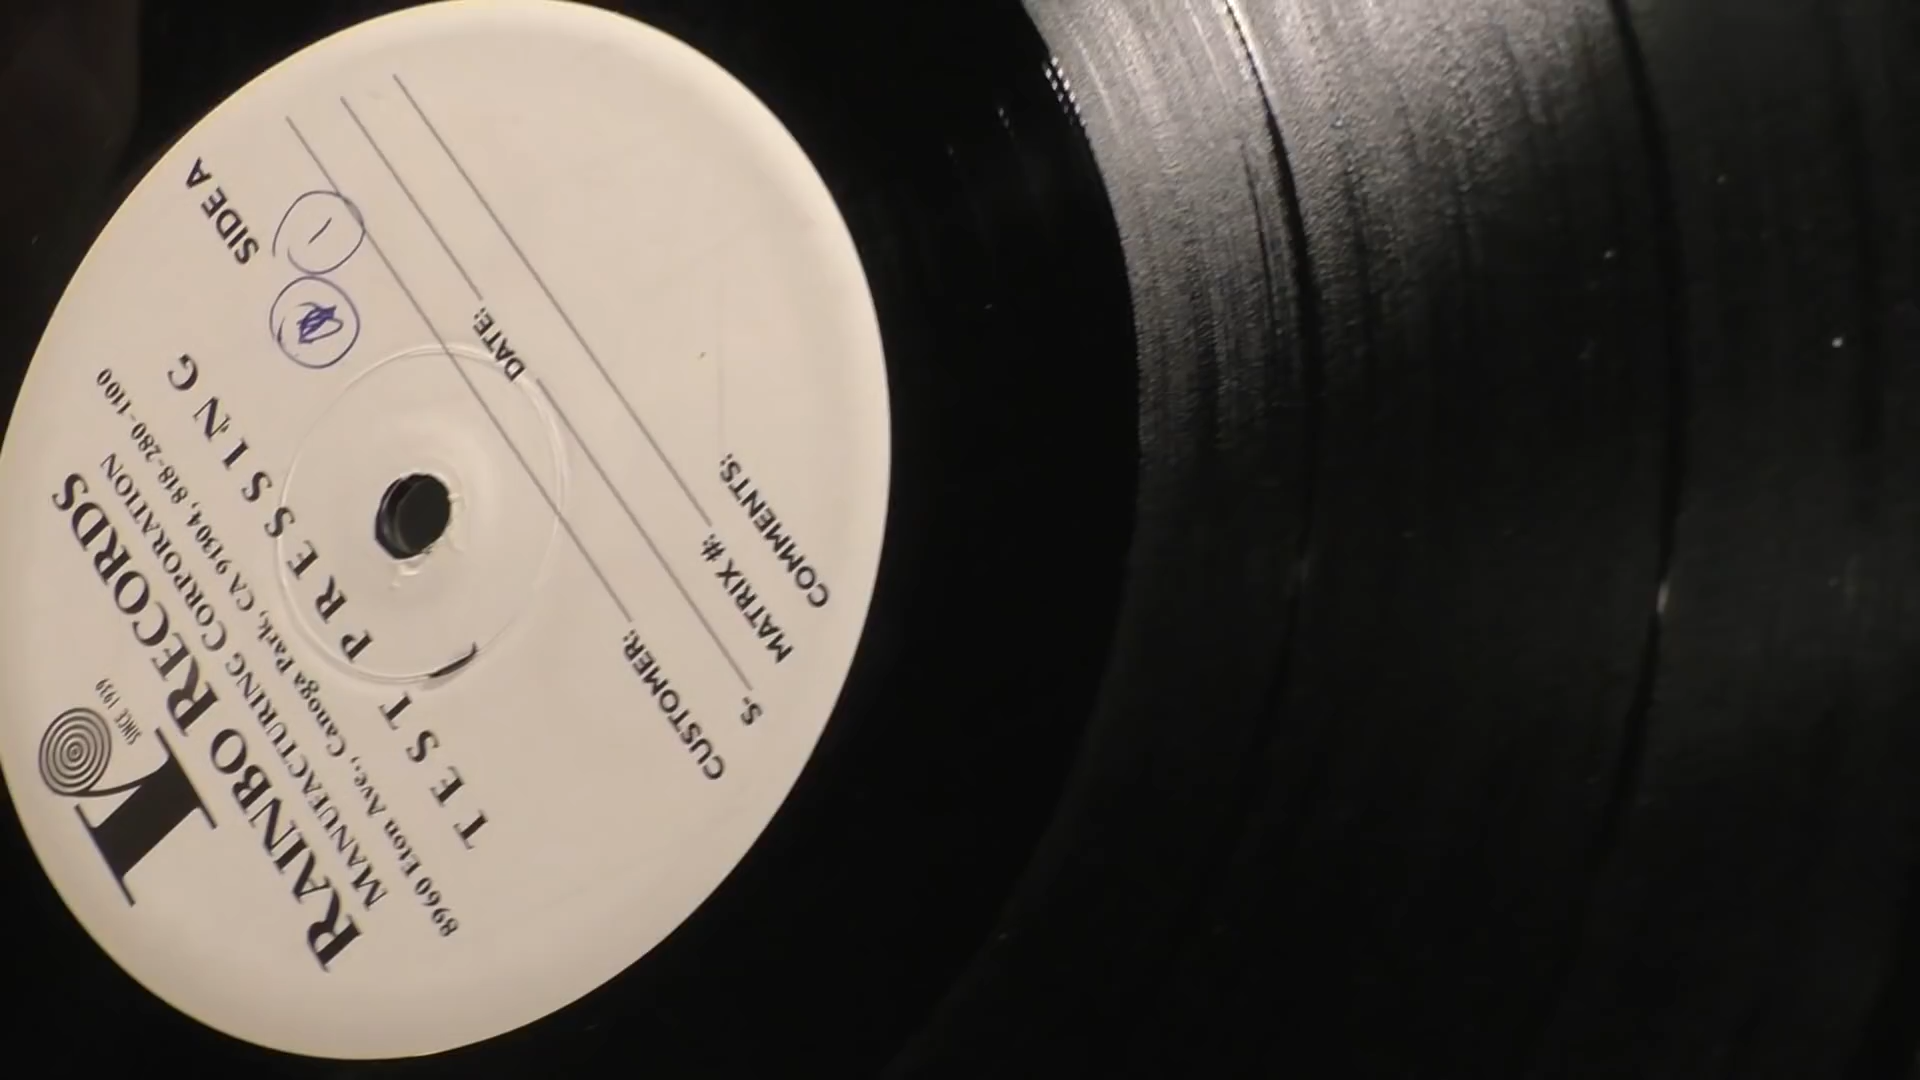 SINCE 1939
RAINBO RECORDS
MANUFACTURING CORPORATION
8960 Eton Ave., Canoga Park, CA 91304, 818-280-1100
TEST PRESSING
SIDE A
1
CUSTOMER:
S-
DATE:
MATRIX #:
COMMENTS: